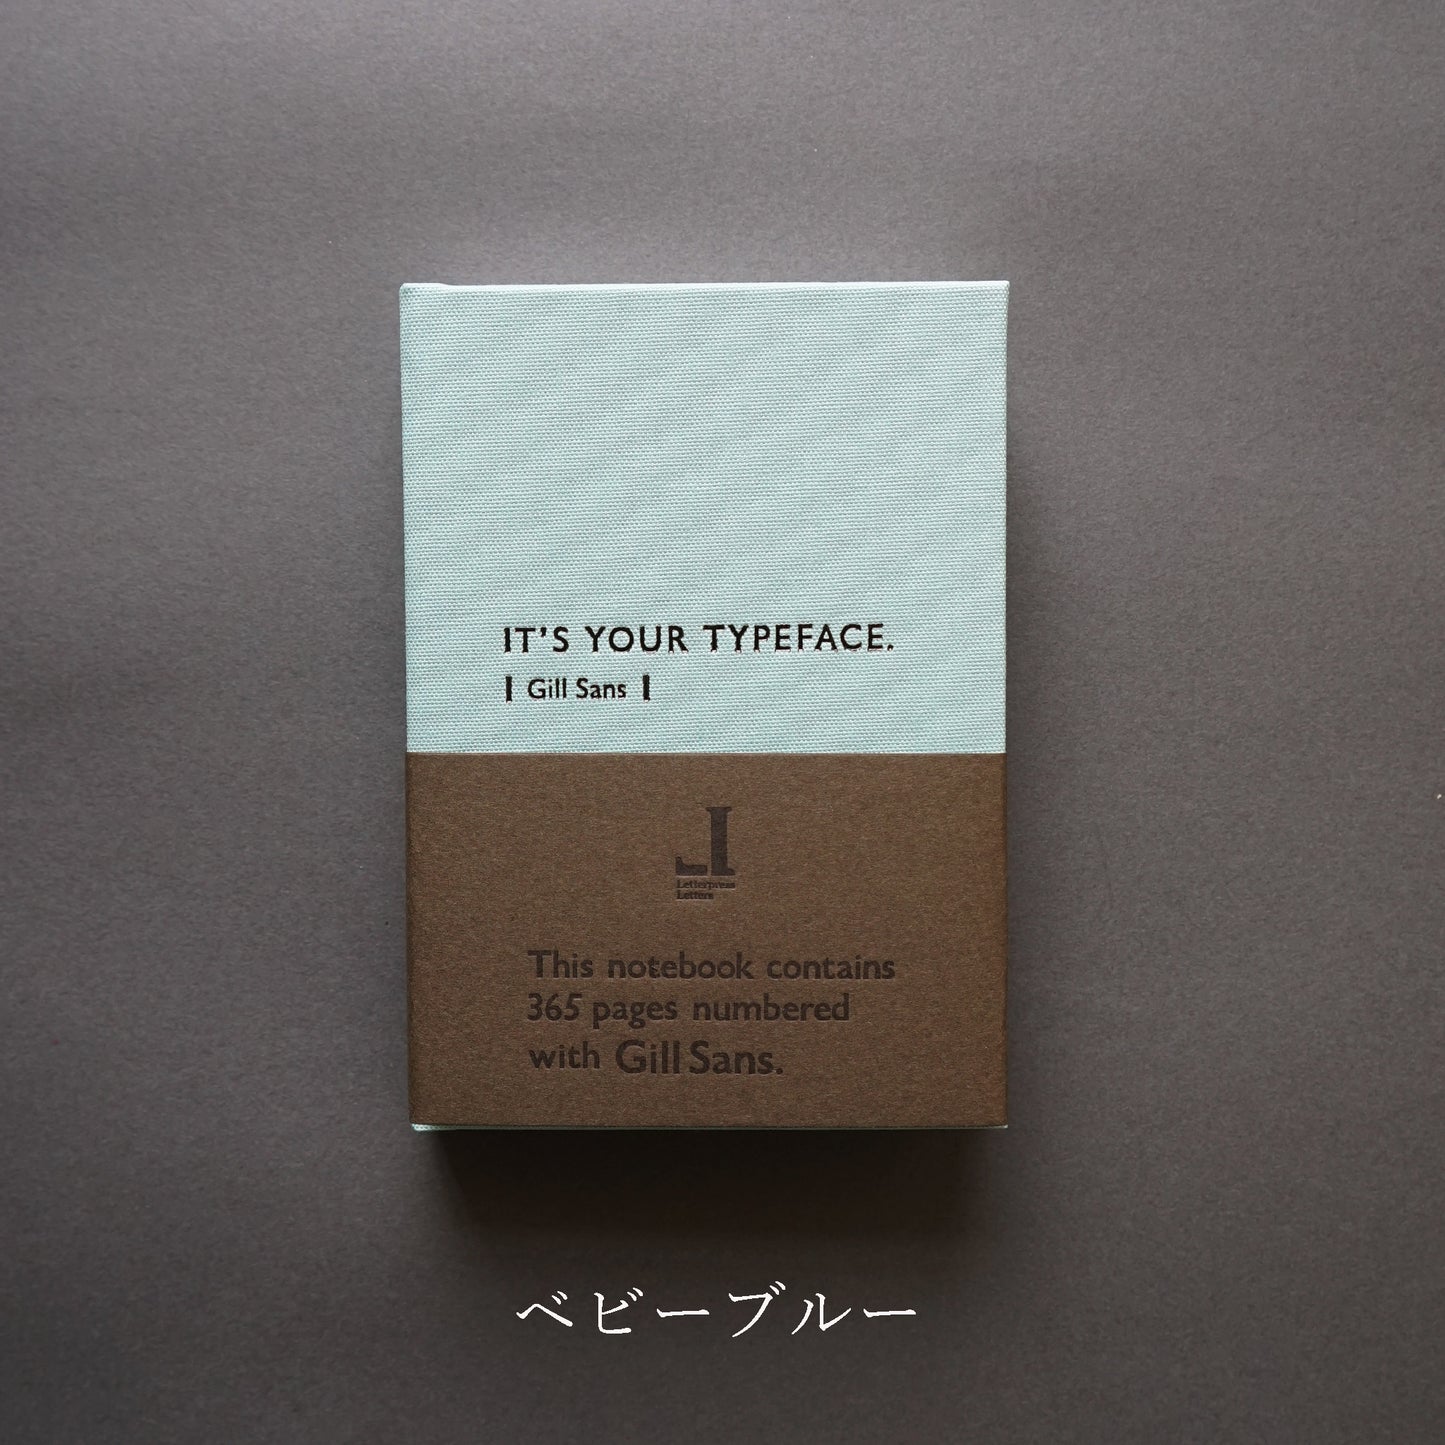 IT'S YOUR TYPEFACE.
| Gill Sans |
Letterpress
Letters
This notebook contains
365 pages numbered
with Gill Sans.
ベビーブルー